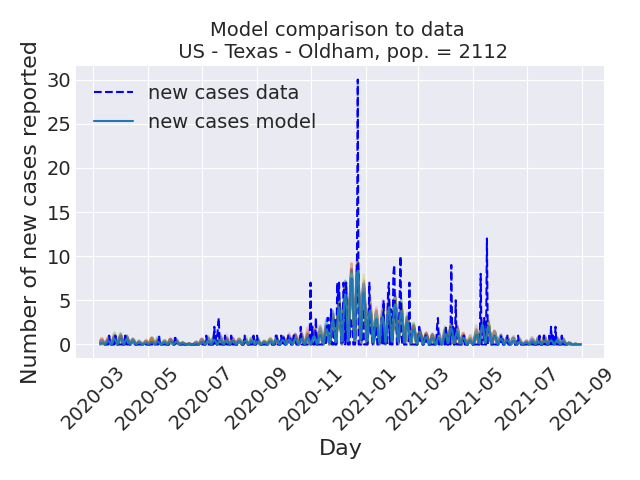 Model comparison to data
US - Texas - Oldham, pop. = 2112
Number of new cases reported
30
25
20
15
10
5
0
new cases data
new cases model
2020-03
2020-05
2020-07
2020-09
2020-11
2021-01
2021-03
2021-05
2021-07
2021-09
Day